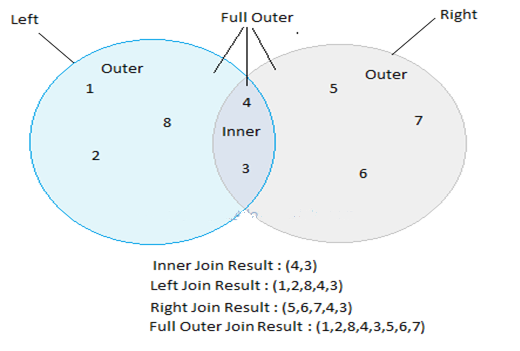 Left
Full Outer
Right
Outer
Outer
1
5
4
8
7
Inner
2
3
6
Inner Join Result : (4,3)
Left Join Result : (1,2,8,4,3)
Right Join Result : (5,6,7,4,3)
Full Outer Join Result : (1,2,8,4,3,5,6,7)